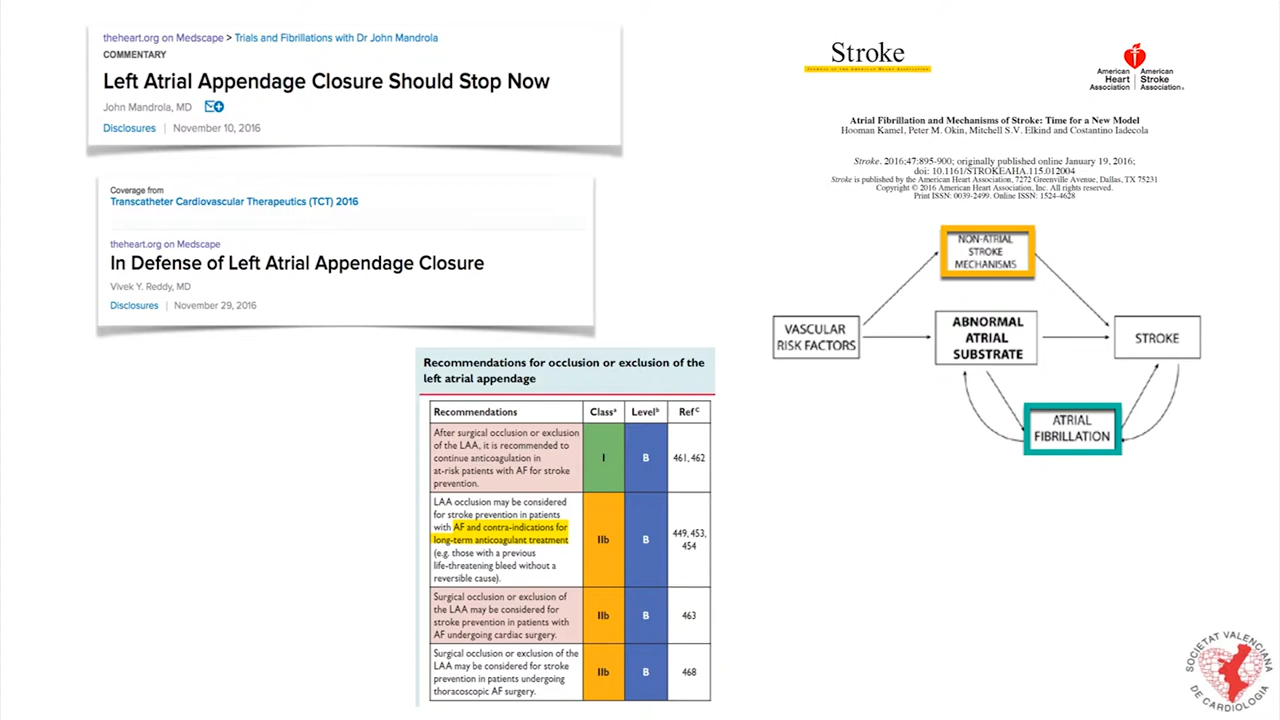 theheart.org on Medscape > Trials and Fibrillations with Dr John Mandrola
COMMENTARY
Left Atrial Appendage Closure Should Stop Now
John Mandrola, MD
Disclosures | November 10, 2016
Coverage from
Transcatheter Cardiovascular Therapeutics (TCT) 2016
theheart.org on Medscape
In Defense of Left Atrial Appendage Closure
Vivek Y. Reddy, MD
Disclosures | November 29, 2016
Recommendations for occlusion or exclusion of the
left atrial appendage
Recommendations Classᵃ Levelᵇ Refᶜ
After surgical occlusion or exclusion
of the LAA, it is recommended to
continue anticoagulation in
at-risk patients with AF for stroke
prevention.
I B 461, 462
LAA occlusion may be considered
for stroke prevention in patients
with AF and contra-indications for
long-term anticoagulant treatment
(e.g. those with a previous
life-threatening bleed without a
reversible cause).
IIb B 449, 453,
454
Surgical occlusion or exclusion of
the LAA may be considered for
stroke prevention in patients with
AF undergoing cardiac surgery.
IIb B 463
Surgical occlusion or exclusion of the
LAA may be considered for stroke
prevention in patients undergoing
thoracoscopic AF surgery.
IIb B 468
Stroke
JOURNAL OF THE AMERICAN HEART ASSOCIATION
American Heart Association
American Stroke Association
Atrial Fibrillation and Mechanisms of Stroke: Time for a New Model
Hooman Kamel, Peter M. Okin, Mitchell S.V. Elkind and Costantino Iadecola
Stroke. 2016;47:895-900; originally published online January 19, 2016;
doi: 10.1161/STROKEAHA.115.012004
Stroke is published by the American Heart Association, 7272 Greenville Avenue, Dallas, TX 75231
Copyright © 2016 American Heart Association, Inc. All rights reserved.
Print ISSN: 0039-2499. Online ISSN: 1524-4628
NON-ATRIAL
STROKE
MECHANISMS
VASCULAR
RISK FACTORS
ABNORMAL
ATRIAL
SUBSTRATE
STROKE
ATRIAL
FIBRILLATION
SOCIETAT VALENCIANA
DE CARDIOLOGIA